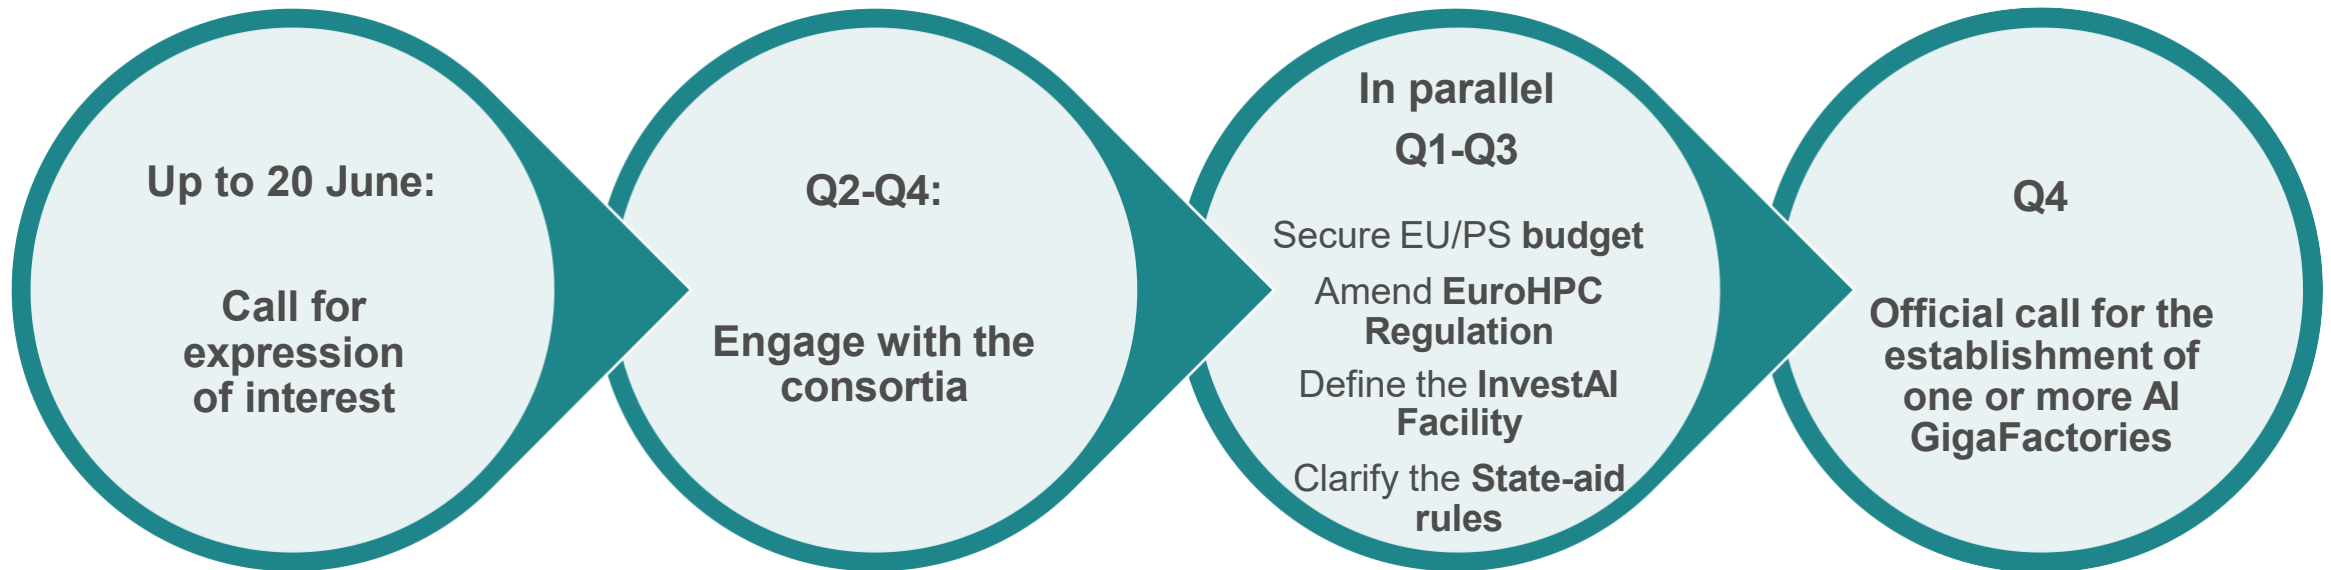 Up to 20 June:
Call for
expression
of interest
Q2-Q4:
Engage with the
consortia
In parallel
Q1-Q3
Secure EU/PS budget
Amend EuroHPC
Regulation
Define the InvestAI
Facility
Clarify the State-aid
rules
Q4
Official call for the
establishment of
one or more AI
GigaFactories